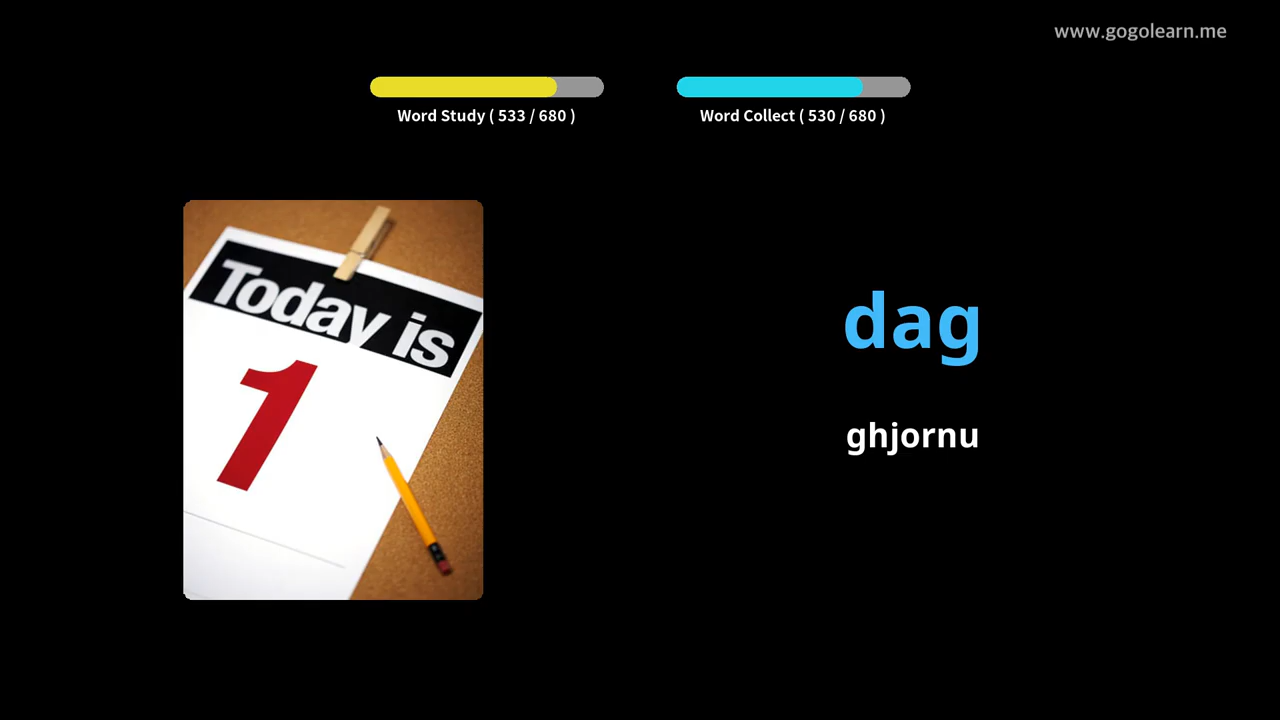 www.gogolearn.me
Word Study ( 533 / 680 )
Word Collect ( 530 / 680 )
Today is
1
dag
ghjornu